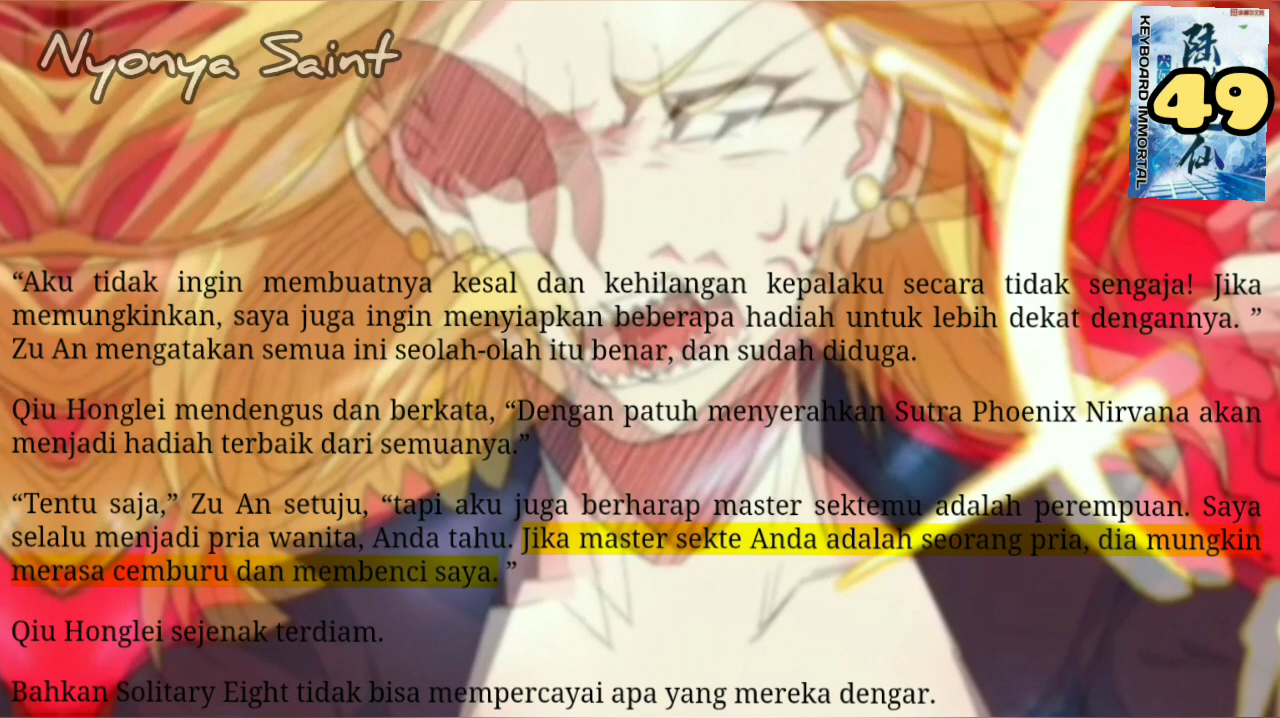 Nyonya Saint
KEYBOARD IMMORTAL
陆
仙
49
“Aku tidak ingin membuatnya kesal dan kehilangan kepalaku secara tidak sengaja! Jika
memungkinkan, saya juga ingin menyiapkan beberapa hadiah untuk lebih dekat dengannya. ”
Zu An mengatakan semua ini seolah-olah itu benar, dan sudah diduga.
Qiu Honglei mendengus dan berkata, “Dengan patuh menyerahkan Sutra Phoenix Nirvana akan
menjadi hadiah terbaik dari semuanya.”
“Tentu saja,” Zu An setuju, “tapi aku juga berharap master sektemu adalah perempuan. Saya
selalu menjadi pria wanita, Anda tahu. Jika master sekte Anda adalah seorang pria, dia mungkin
merasa cemburu dan membenci saya. ”
Qiu Honglei sejenak terdiam.
Bahkan Solitary Eight tidak bisa mempercayai apa yang mereka dengar.